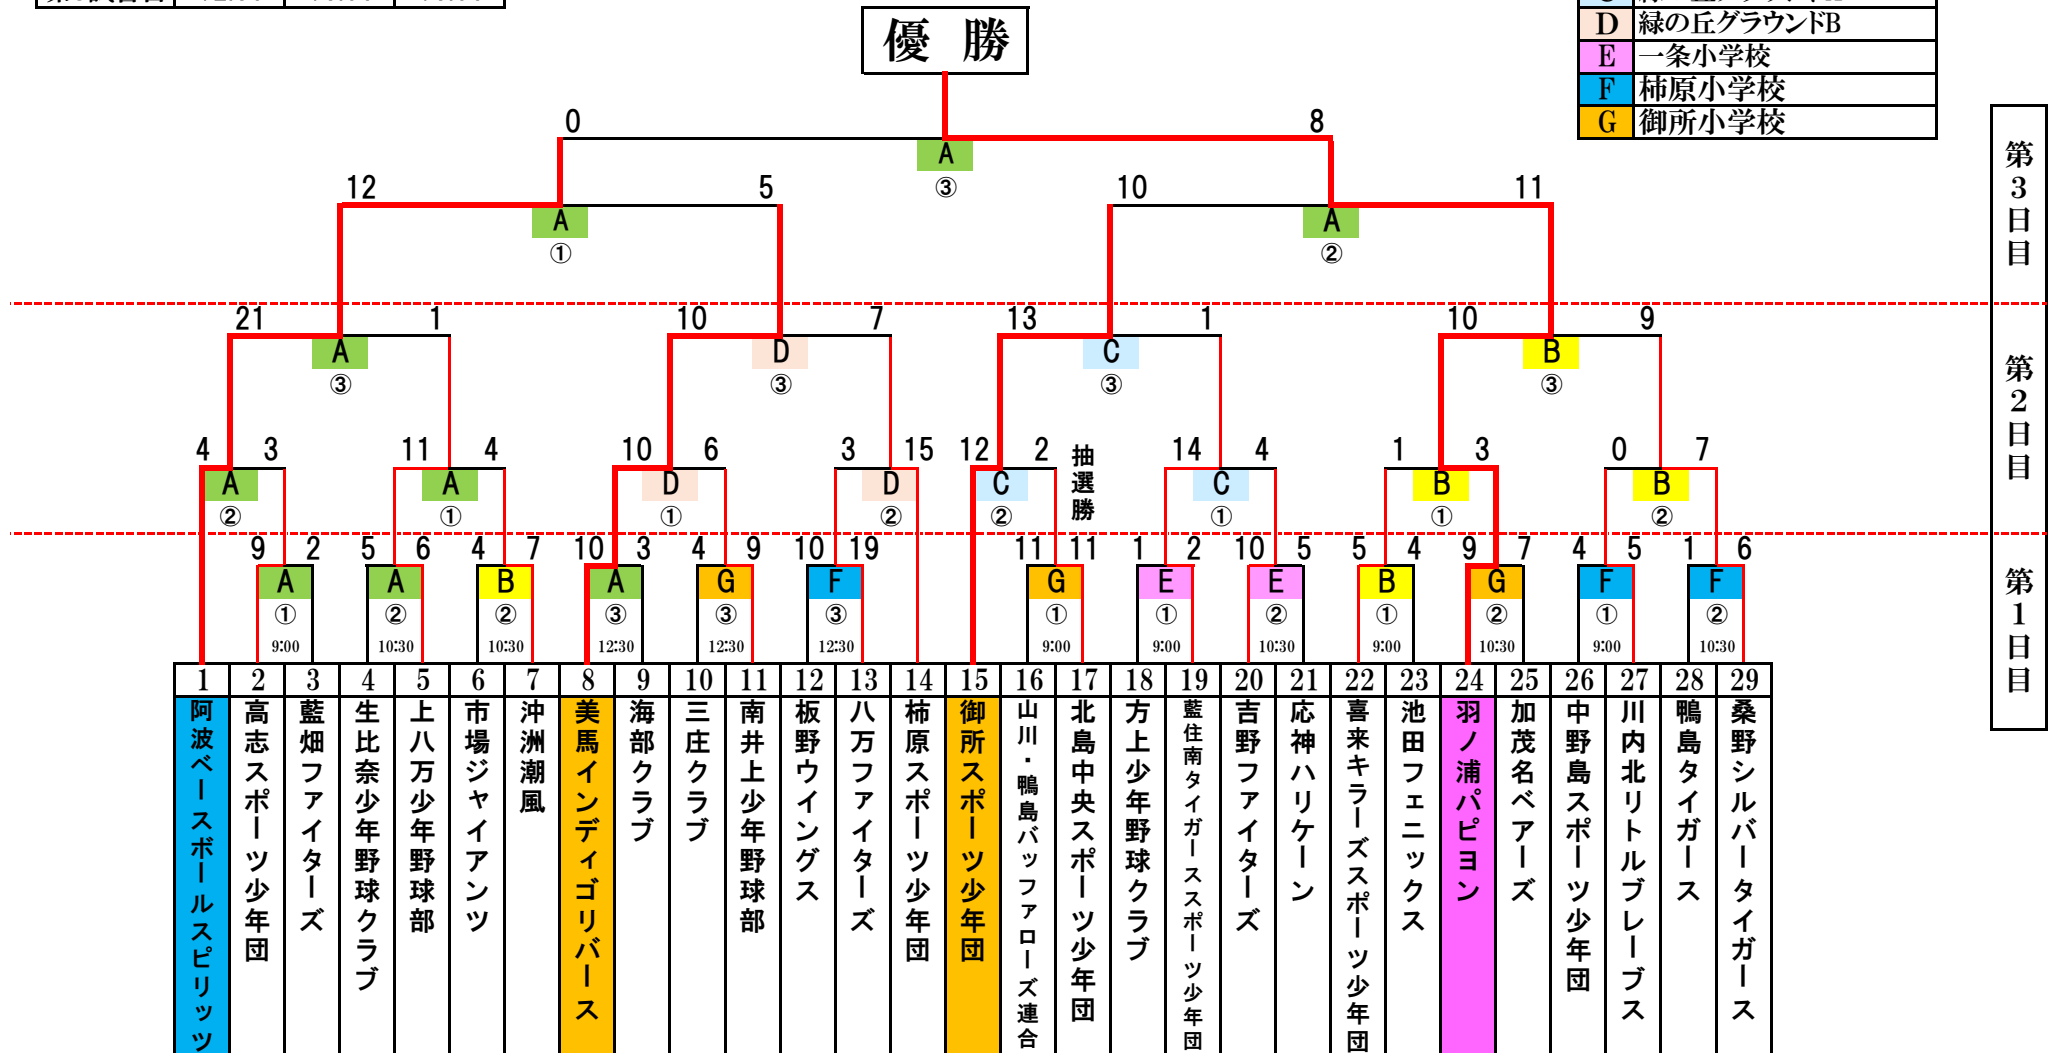 優 勝
D 緑の丘グラウンドB
E 一条小学校
F 柿原小学校
G 御所小学校
第3日目
0 8
A
③
12 5 10 11
A A
① ②
第2日目
21 1 10 7 13 1 10 9
A D C B
③ ③ ③ ③
4 3 11 4 10 6 3 15 12 2 抽選勝 14 4 1 3 0 7
A A D D C C B B
② ① ① ② ② ① ① ②
第1日目
9 2 5 6 4 7 10 3 4 9 10 19 11 11 1 2 10 5 5 4 9 7 4 5 1 6
A A B A G F G E E B G F F
① ② ② ③ ③ ③ ① ① ② ① ② ① ②
9:00 10:30 10:30 12:30 12:30 12:30 9:00 9:00 10:30 9:00 10:30 9:00 10:30
1 2 3 4 5 6 7 8 9 10 11 12 13 14 15 16 17 18 19 20 21 22 23 24 25 26 27 28 29
阿波ベースボールスピリッツ
高志スポーツ少年団
藍畑ファイターズ
生比奈少年野球クラブ
上八万少年野球部
市場ジャイアンツ
沖洲潮風
美馬インディゴリバース
海部クラブ
三庄クラブ
南井上少年野球部
板野ウイングス
八万ファイターズ
柿原スポーツ少年団
御所スポーツ少年団
山川・鴨島バッファローズ連合
北島中央スポーツ少年団
方上少年野球クラブ
藍住南タイガーススポーツ少年団
吉野ファイターズ
応神ハリケーン
喜来キラーズスポーツ少年団
池田フェニックス
羽ノ浦パピヨン
加茂名ベアーズ
中野島スポーツ少年団
川内北リトルブレーブス
鴨島タイガース
桑野シルバータイガース